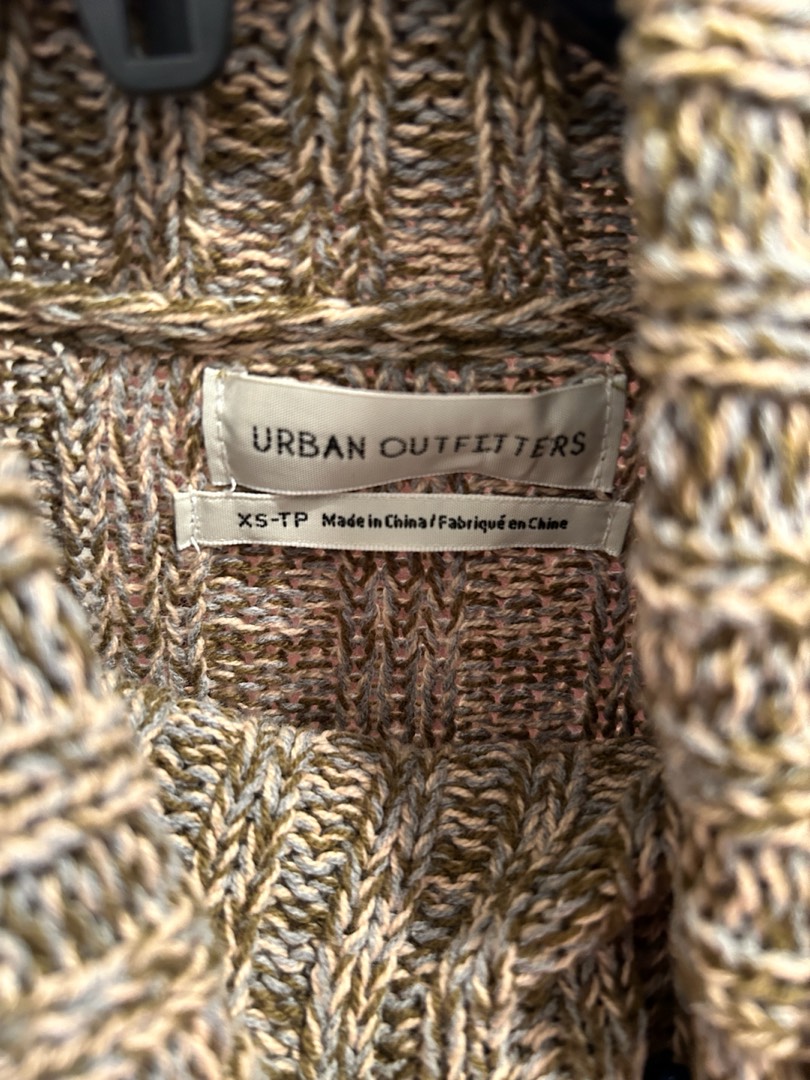 URBAN OUTFITTERS
XS-TP Made in China / Fabriqué en Chine